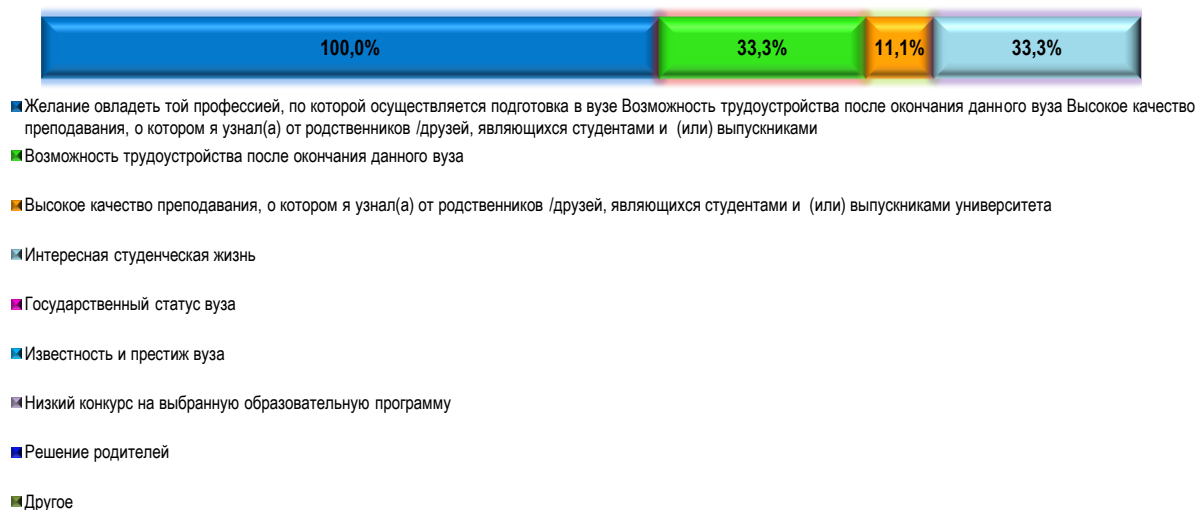 100,0% 33,3% 11,1% 33,3%
Желание овладеть той профессией, по которой осуществляется подготовка в вузе Возможность трудоустройства после окончания данного вуза Высокое качество
преподавания, о котором я узнал(а) от родственников /друзей, являющихся студентами и (или) выпускниками
Возможность трудоустройства после окончания данного вуза
Высокое качество преподавания, о котором я узнал(а) от родственников /друзей, являющихся студентами и (или) выпускниками университета
Интересная студенческая жизнь
Государственный статус вуза
Известность и престиж вуза
Низкий конкурс на выбранную образовательную программу
Решение родителей
Другое